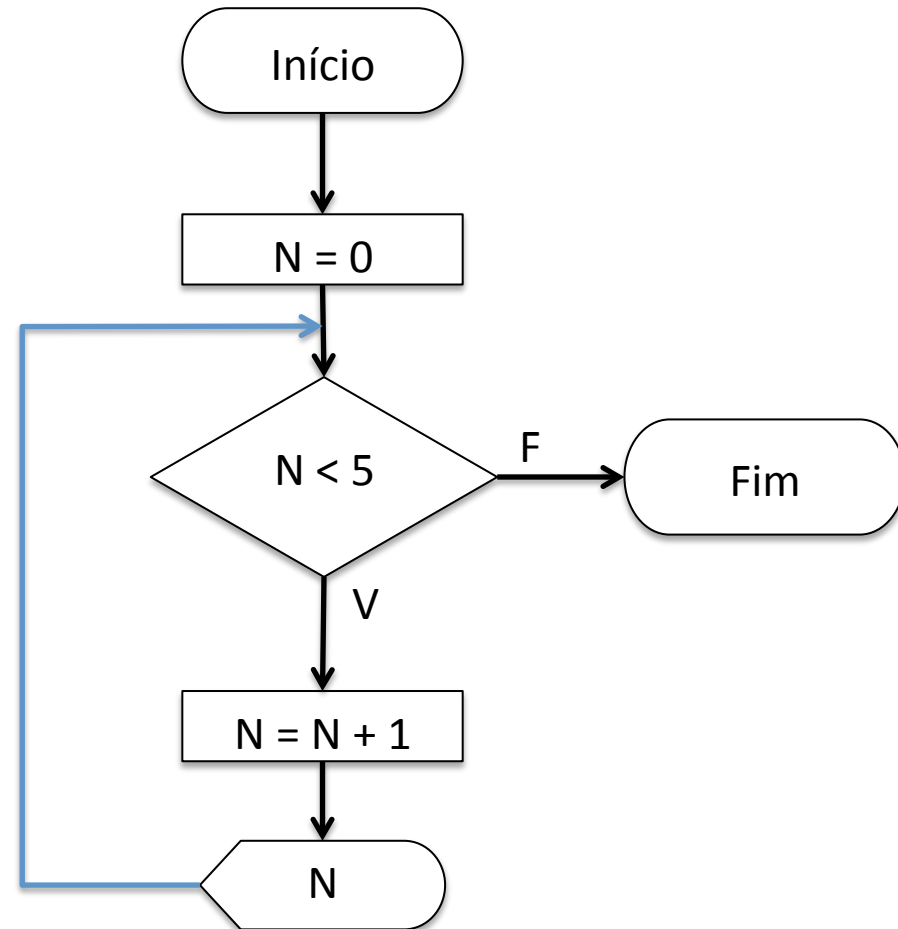 Início
N = 0
N < 5
F
Fim
V
N = N + 1
N